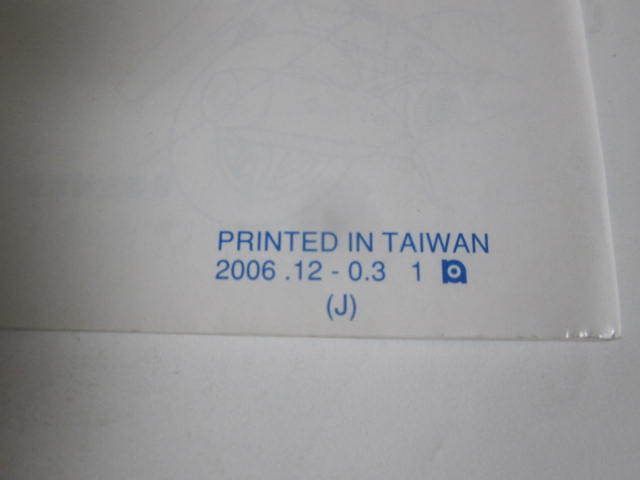 PRINTED IN TAIWAN
2006 .12 - 0.3 1
(J)